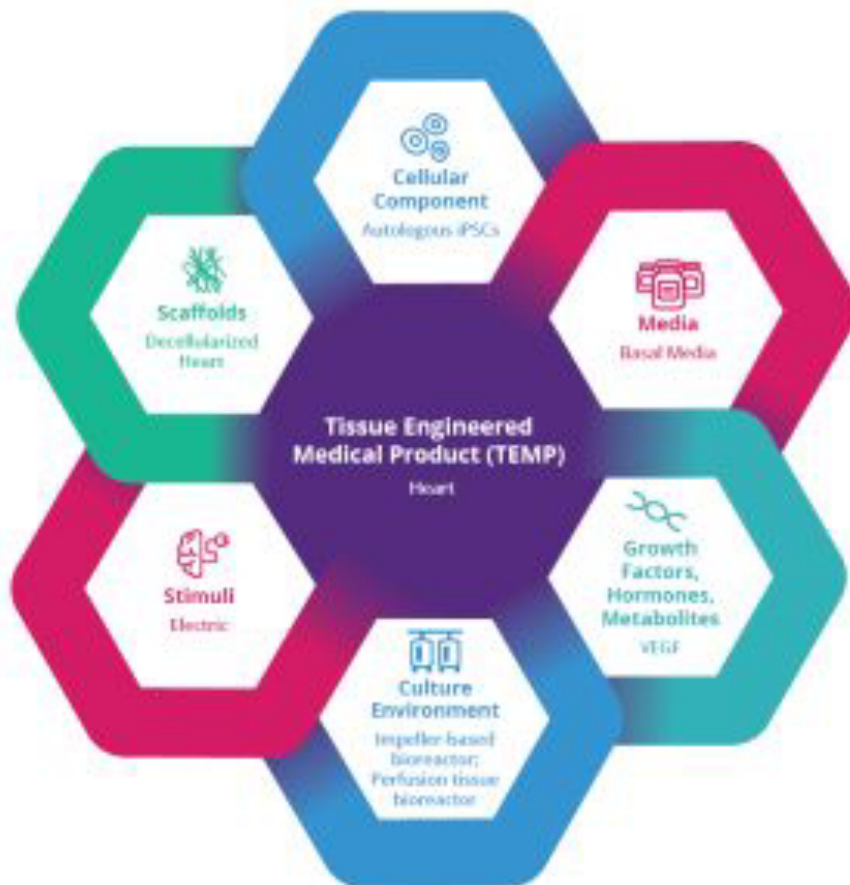 Cellular
Component
Autologous iPSCs
Media
Basal Media
Growth
Factors,
Hormones,
Metabolites
VEGF
Culture
Environment
Impeller-based
bioreactor;
Perfusion tissue
bioreactor
Stimuli
Electric
Scaffolds
Decellularized
Heart
Tissue Engineered
Medical Product (TEMP)
Heart